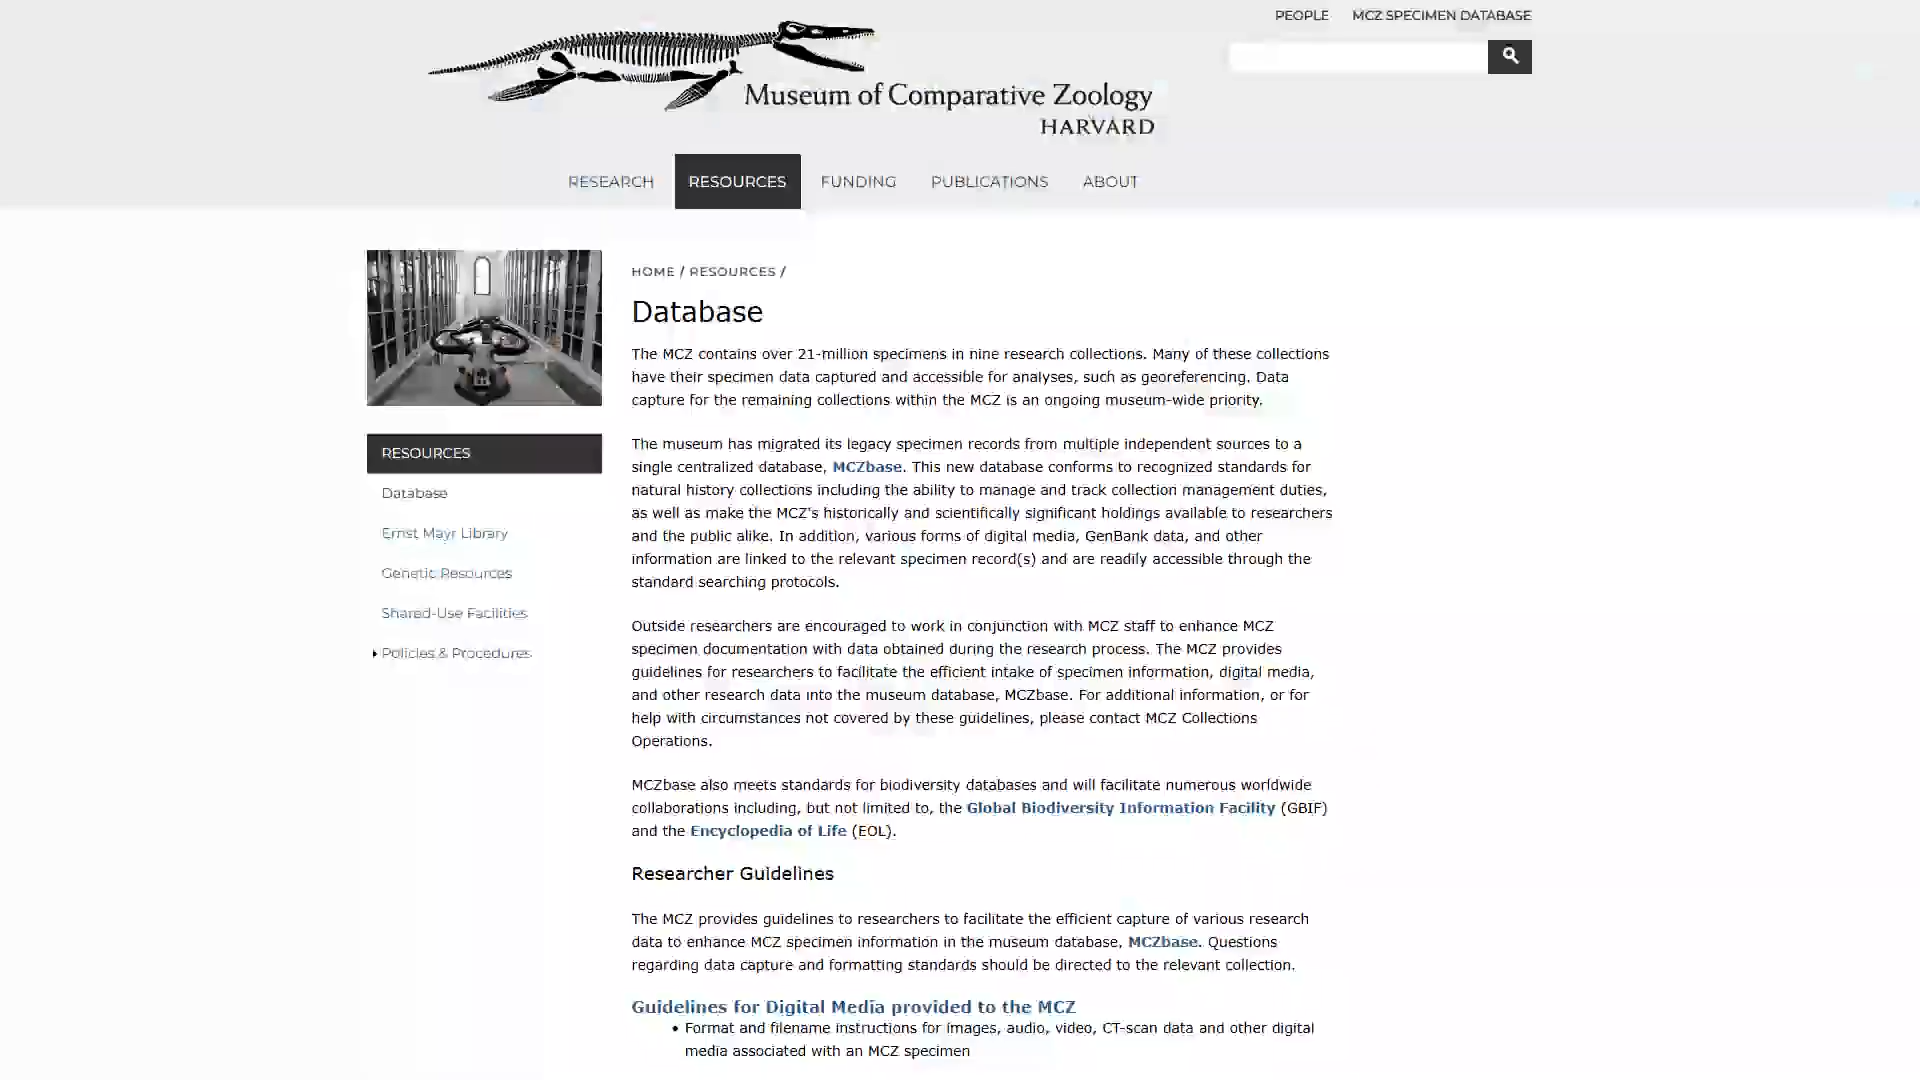 PEOPLE MCZ SPECIMEN DATABASE
Museum of Comparative Zoology
HARVARD
RESEARCH RESOURCES FUNDING PUBLICATIONS ABOUT
HOME / RESOURCES /
Database
The MCZ contains over 21-million specimens in nine research collections. Many of these collections
have their specimen data captured and accessible for analyses, such as georeferencing. Data
capture for the remaining collections within the MCZ is an ongoing museum-wide priority.
The museum has migrated its legacy specimen records from multiple independent sources to a
single centralized database, MCZbase. This new database conforms to recognized standards for
natural history collections including the ability to manage and track collection management duties,
as well as make the MCZ's historically and scientifically significant holdings available to researchers
and the public alike. In addition, various forms of digital media, GenBank data, and other
information are linked to the relevant specimen record(s) and are readily accessible through the
standard searching protocols.
Outside researchers are encouraged to work in conjunction with MCZ staff to enhance MCZ
specimen documentation with data obtained during the research process. The MCZ provides
guidelines for researchers to facilitate the efficient intake of specimen information, digital media,
and other research data into the museum database, MCZbase. For additional information, or for
help with circumstances not covered by these guidelines, please contact MCZ Collections
Operations.
MCZbase also meets standards for biodiversity databases and will facilitate numerous worldwide
collaborations including, but not limited to, the Global Biodiversity Information Facility (GBIF)
and the Encyclopedia of Life (EOL).
Researcher Guidelines
The MCZ provides guidelines to researchers to facilitate the efficient capture of various research
data to enhance MCZ specimen information in the museum database, MCZbase. Questions
regarding data capture and formatting standards should be directed to the relevant collection.
Guidelines for Digital Media provided to the MCZ
• Format and filename instructions for images, audio, video, CT-scan data and other digital
media associated with an MCZ specimen
RESOURCES
Database
Ernst Mayr Library
Genetic Resources
Shared-Use Facilities
Policies & Procedures